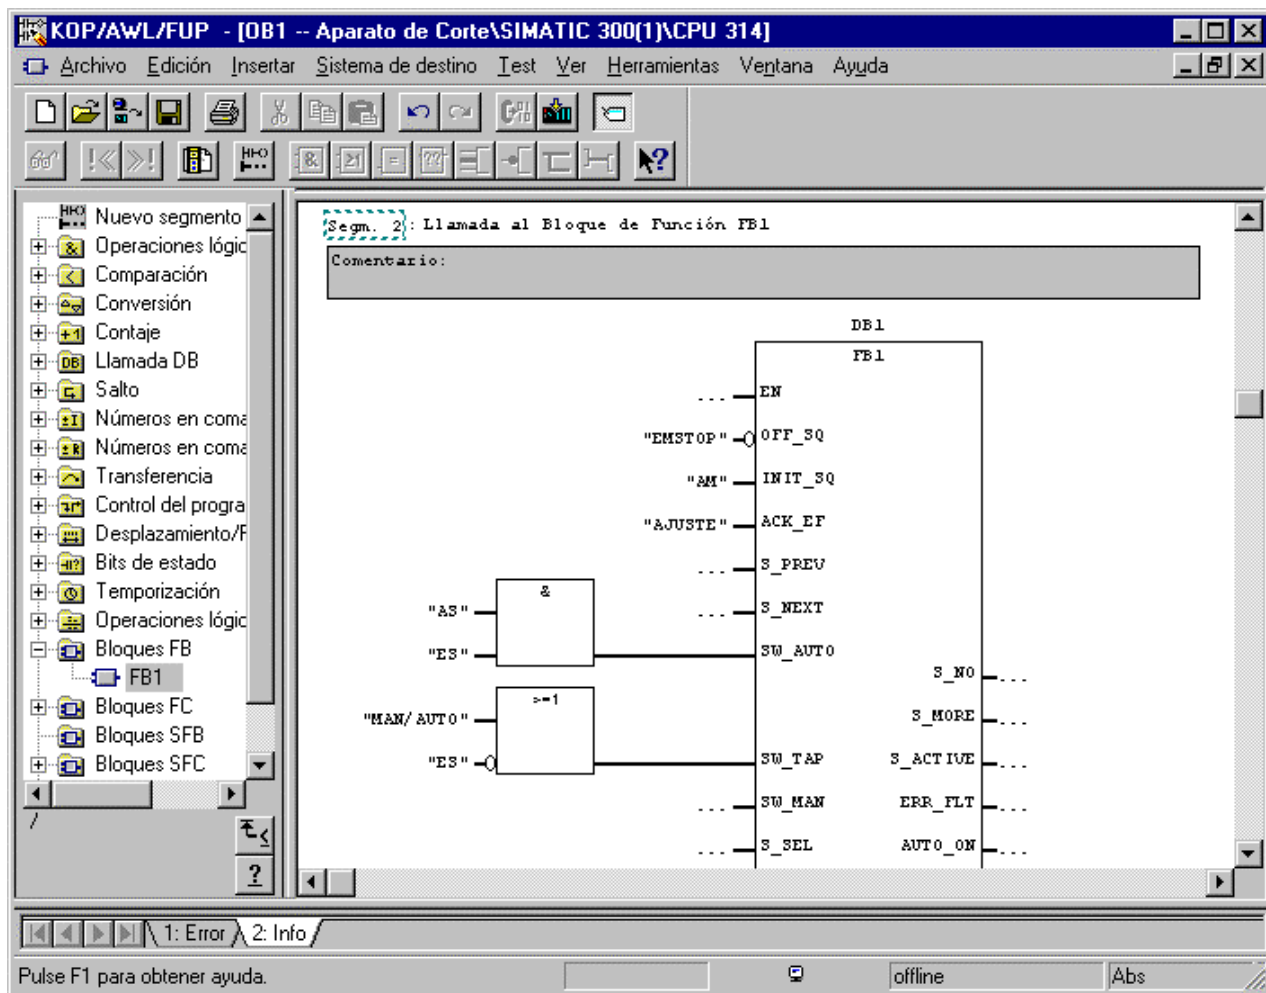 KOP/AWL/FUP - [OB1 -- Aparato de Corte\SIMATIC 300(1)\CPU 314]
Archivo Edición Insertar Sistema de destino Test Ver Herramientas Ventana Ayuda
Nuevo segmento
Operaciones lógic
Comparación
Conversión
Contaje
Llamada DB
Salto
Números en coma
Números en coma
Transferencia
Control del progra
Desplazamiento/F
Bits de estado
Temporización
Operaciones lógic
Bloques FB
FB1
Bloques FC
Bloques SFB
Bloques SFC
Segm. 2: Llamada al Bloque de Función FB1
Comentario:
DB1
FB1
... EN
"EMSTOP" OFF_SQ
"AM" INIT_SQ
"AJUSTE" ACK_EF
... S_PREV
&
"AS" ... S_NEXT
"ES" SW_AUTO
S_NO ...
>=1
"MAN/AUTO" S_MORE ...
"ES" SW_TAP S_ACTIVE ...
... SW_MAN ERR_FLT ...
... S_SEL AUTO_ON ...
1: Error 2: Info
Pulse F1 para obtener ayuda. offline Abs